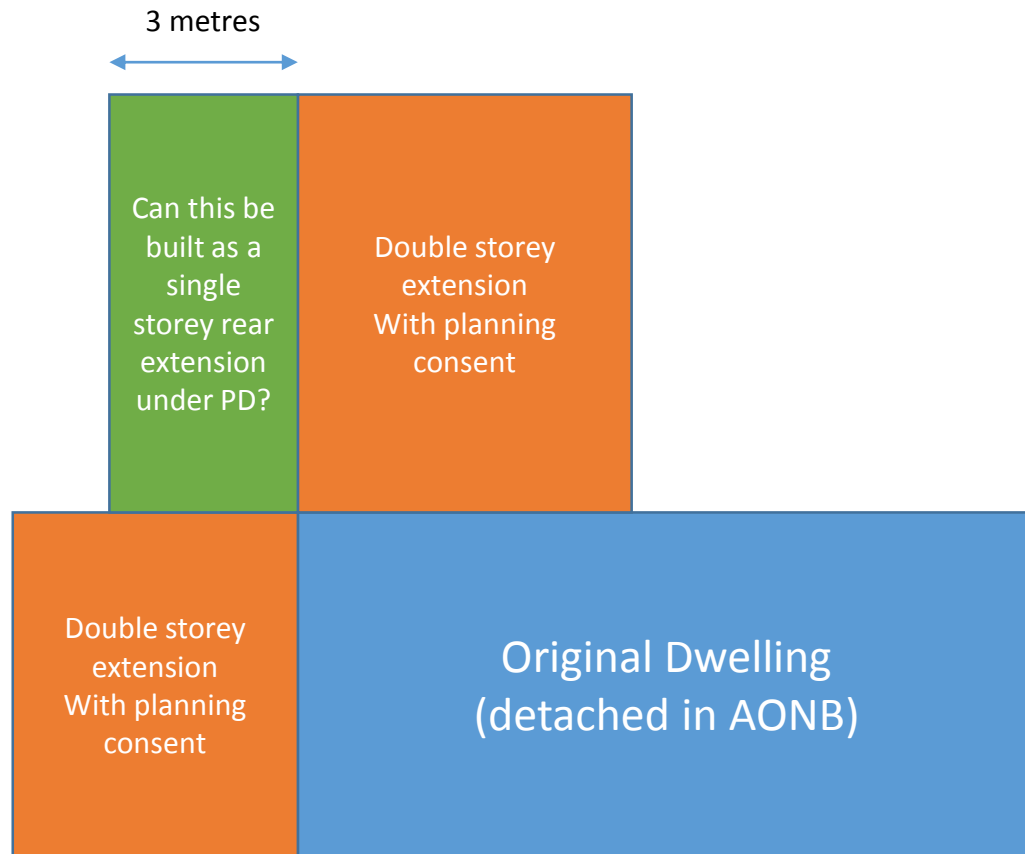 3 metres
Can this be
built as a
single
storey rear
extension
under PD?
Double storey
extension
With planning
consent
Double storey
extension
With planning
consent
Original Dwelling
(detached in AONB)